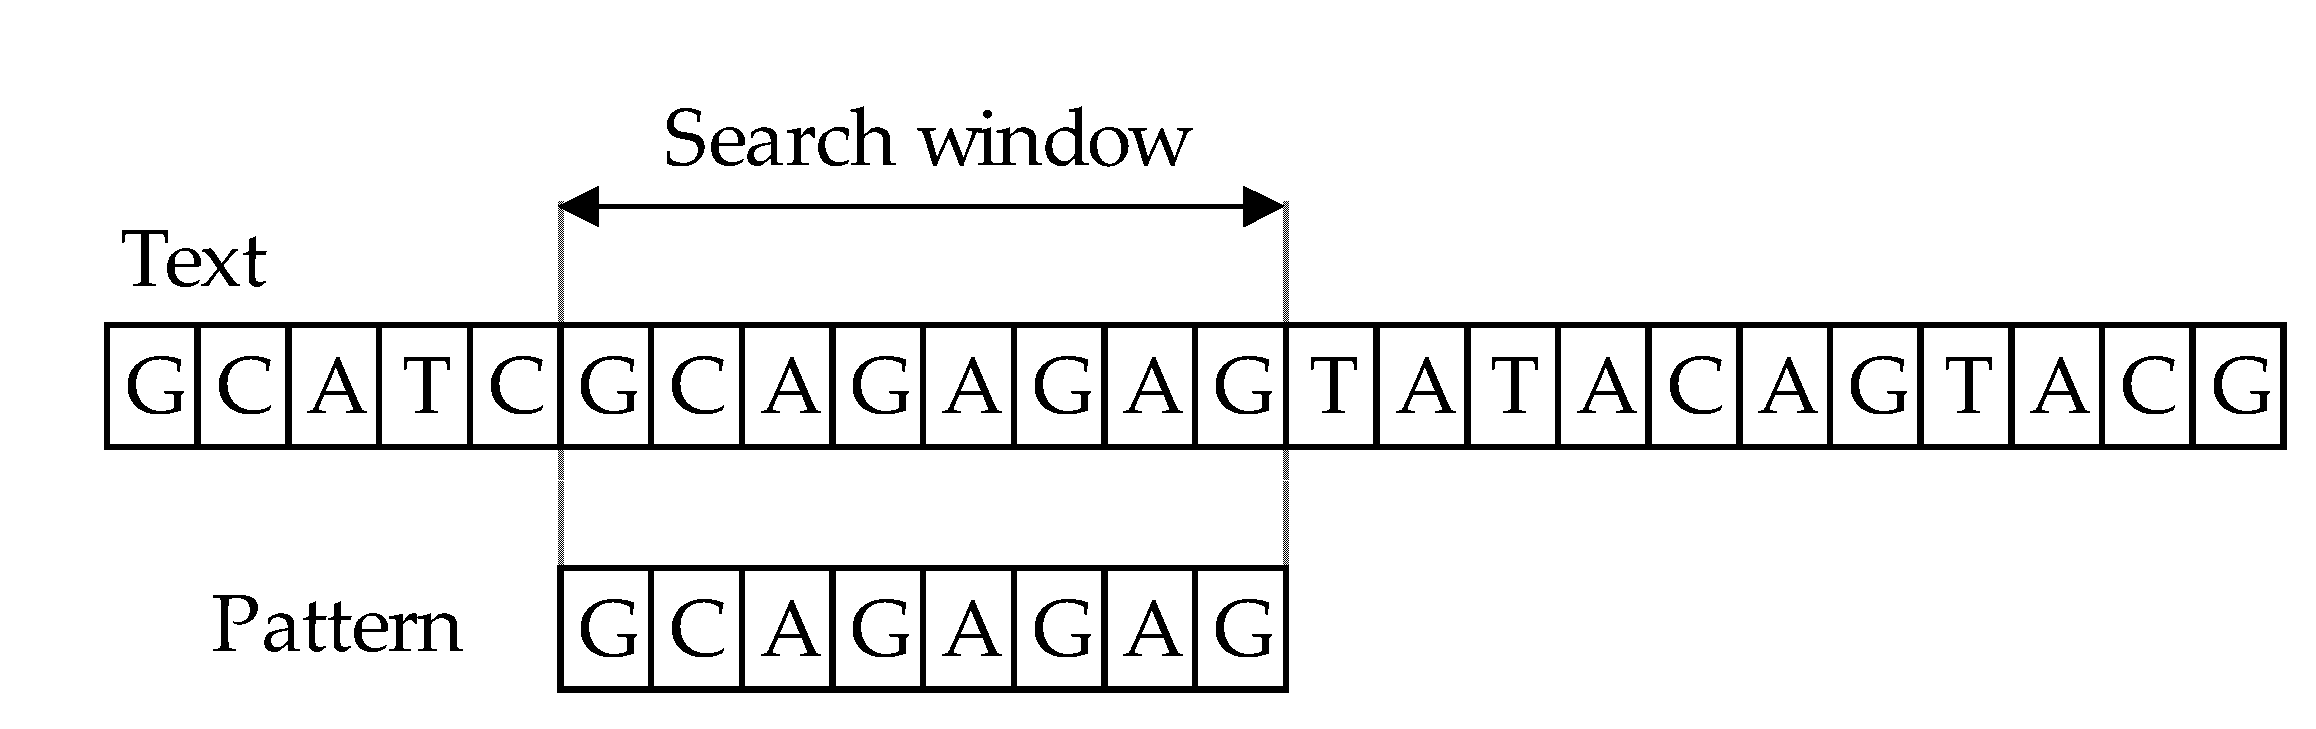 Search window
Text
G C A T C G C A G A G A G T A T A C A G T A C G
Pattern G C A G A G A G